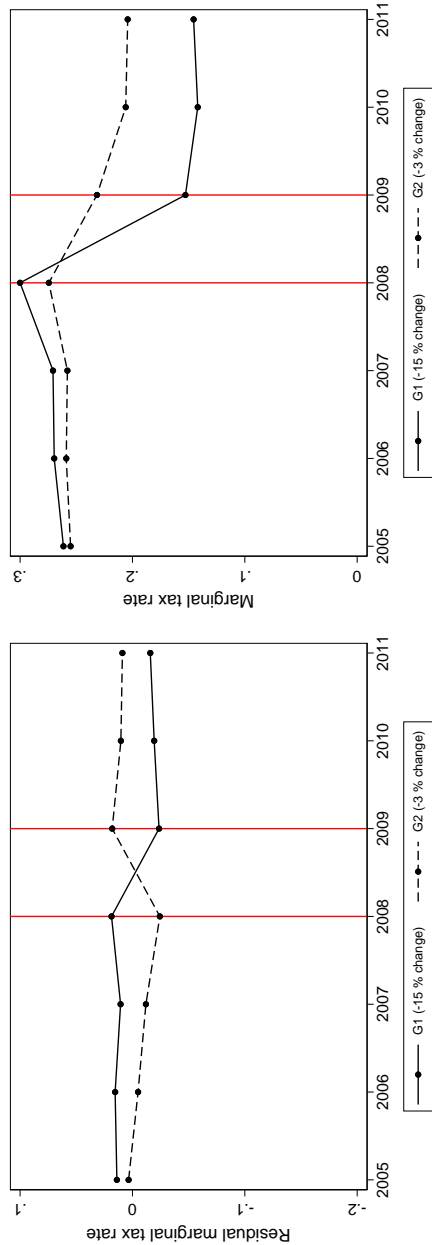 .1
0
-.1
-.2
Residual marginal tax rate
2005 2006 2007 2008 2009 2010 2011
G1 (-15 % change) G2 (-3 % change)
.3
.2
.1
0
Marginal tax rate
2005 2006 2007 2008 2009 2010 2011
G1 (-15 % change) G2 (-3 % change)